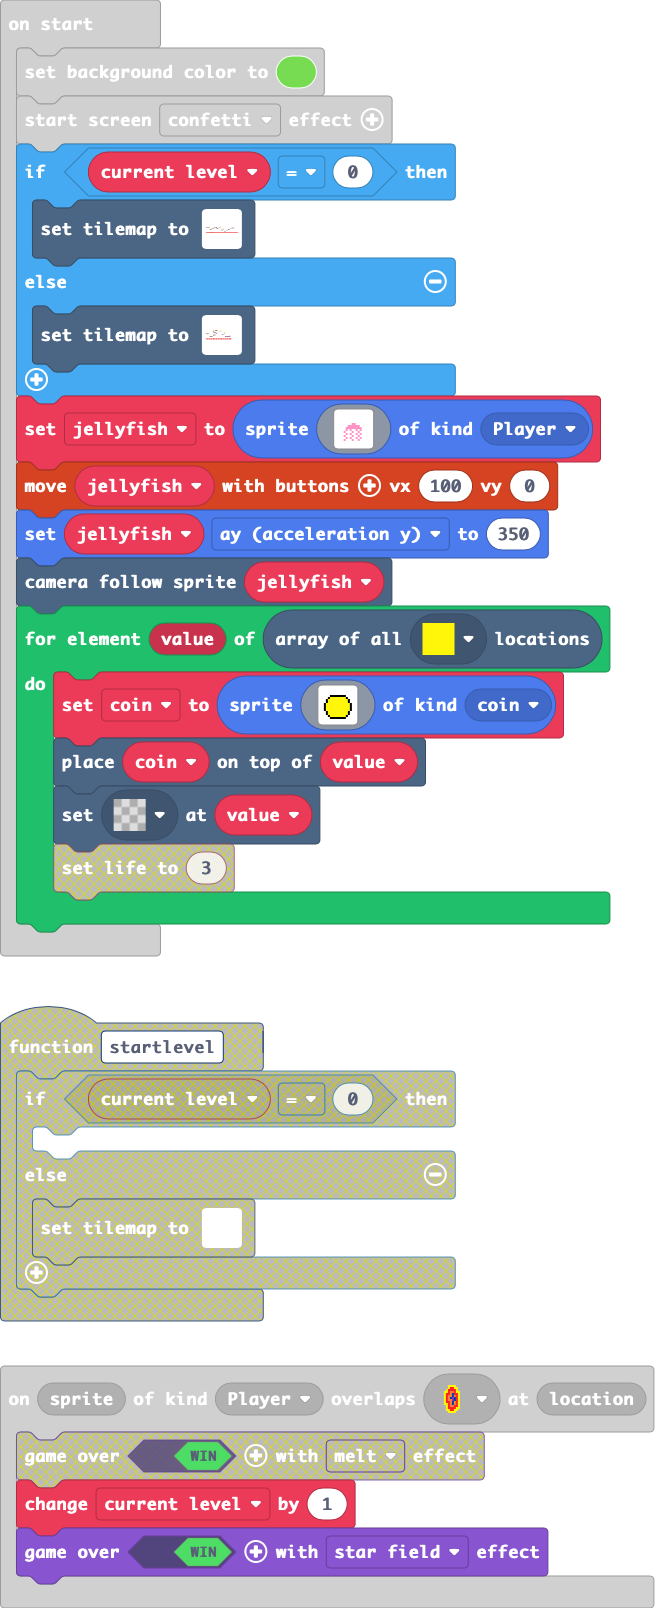 on start
set background color to
start screen confetti effect
if current level = 0 then
set tilemap to
else
set tilemap to
set jellyfish to sprite of kind Player
move jellyfish with buttons vx 100 vy 0
set jellyfish ay (acceleration y) to 350
camera follow sprite jellyfish
for element value of array of all locations
do
set coin to sprite of kind coin
place coin on top of value
set at value
set life to 3
function startlevel
if current level = 0 then
else
set tilemap to
on sprite of kind Player overlaps at location
game over WIN with melt effect
change current level by 1
game over WIN with star field effect